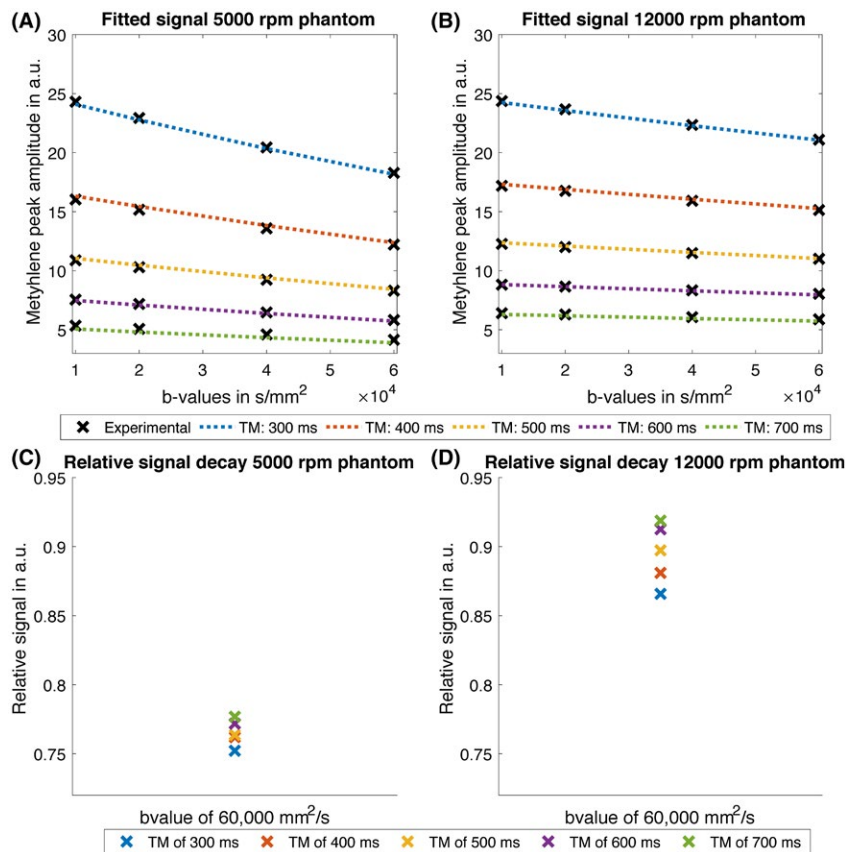 (A) Fitted signal 5000 rpm phantom
30
25
20
15
10
5
Metyhlene peak amplitude in a.u.
1 2 3 4 5 6
b-values in s/mm² ×10⁴
(B) Fitted signal 12000 rpm phantom
30
25
20
15
10
5
Metyhlene peak amplitude in a.u.
1 2 3 4 5 6
b-values in s/mm² ×10⁴
Experimental TM: 300 ms TM: 400 ms TM: 500 ms TM: 600 ms TM: 700 ms
(C) Relative signal decay 5000 rpm phantom
0.95
0.9
0.85
0.8
0.75
Relative signal in a.u.
bvalue of 60,000 mm²/s
(D) Relative signal decay 12000 rpm phantom
0.95
0.9
0.85
0.8
0.75
Relative signal in a.u.
bvalue of 60,000 mm²/s
TM of 300 ms TM of 400 ms TM of 500 ms TM of 600 ms TM of 700 ms